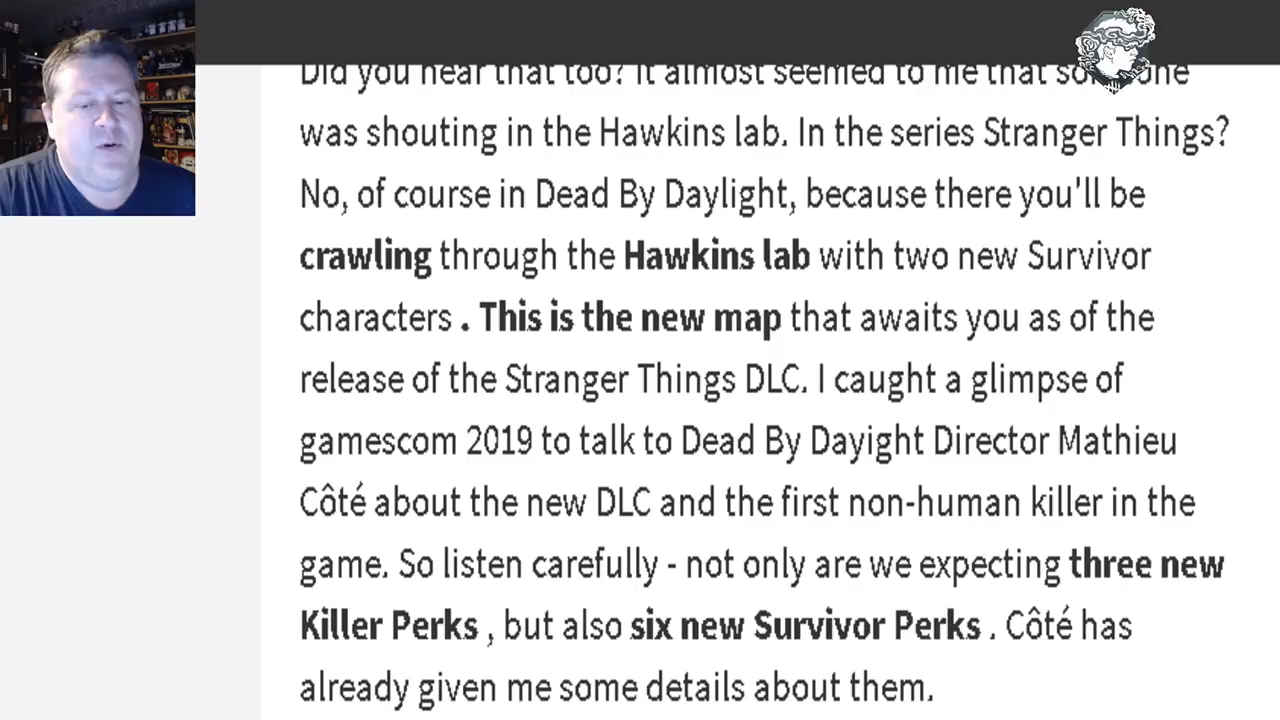 Did you hear that too? It almost seemed to me that someone
was shouting in the Hawkins lab. In the series Stranger Things?
No, of course in Dead By Daylight, because there you'll be
crawling through the Hawkins lab with two new Survivor
characters . This is the new map that awaits you as of the
release of the Stranger Things DLC. I caught a glimpse of
gamescom 2019 to talk to Dead By Dayight Director Mathieu
Côté about the new DLC and the first non-human killer in the
game. So listen carefully - not only are we expecting three new
Killer Perks , but also six new Survivor Perks . Côté has
already given me some details about them.